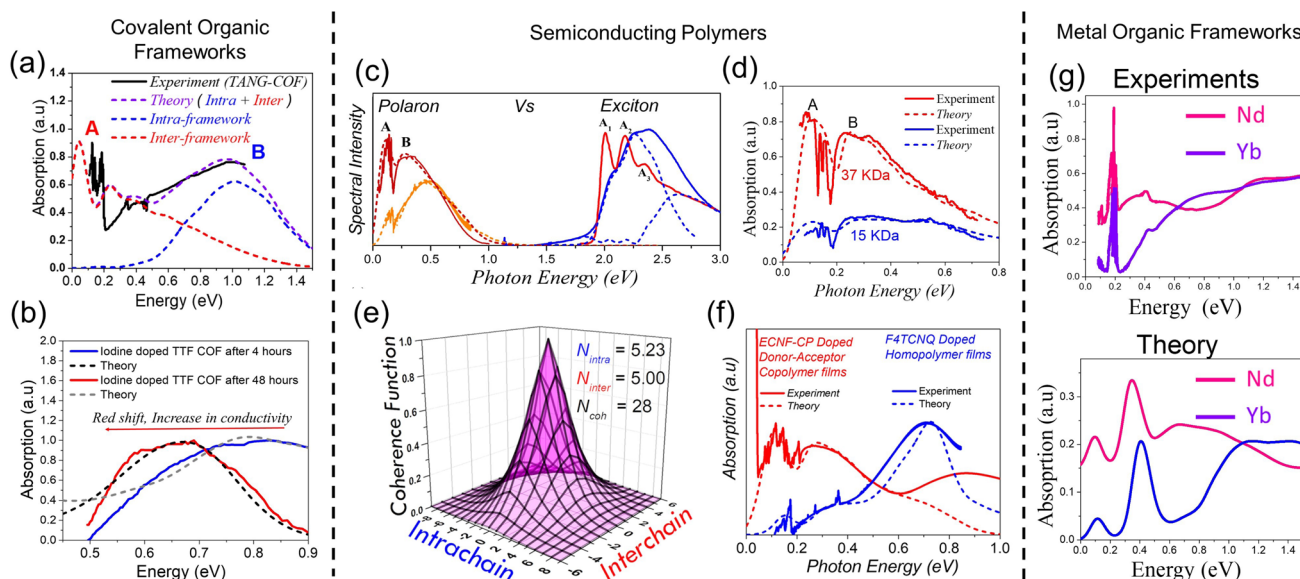 Covalent Organic
Frameworks
Semiconducting Polymers
Metal Organic Frameworks
(a)
Experiment (TANG-COF)
Theory ( Intra + Inter )
Intra-framework
Inter-framework
A
B
Absorption (a.u)
1.4
1.2
1.0
0.8
0.6
0.4
0.2
0.0
0.0 0.2 0.4 0.6 0.8 1.0 1.2 1.4
Energy (eV)
(b)
Iodine doped TTF COF after 4 hours
Theory
Iodine doped TTF COF after 48 hours
Theory
Red shift, Increase in conductivity
Absorption (a.u)
2.0
1.8
1.6
1.4
1.2
1.0
0.8
0.6
0.4
0.2
0.0
0.5 0.6 0.7 0.8 0.9
Energy (eV)
(c)
Polaron Vs Exciton
A
B
A1
A2
A3
Spectral Intensity
0.0 0.5 1.0 1.5 2.0 2.5 3.0
Photon Energy (eV)
(d)
A
B
Experiment
Theory
Experiment
Theory
37 KDa
15 KDa
Absorption (a.u)
1.0
0.8
0.6
0.4
0.2
0.0
0.0 0.2 0.4 0.6 0.8
Photon Energy (eV)
(e)
Nintra = 5.23
Ninter = 5.00
Ncoh = 28
Coherence Function
1.0
0.8
0.6
0.4
0.2
0.0
Intrachain
Interchain
(f)
ECNF-CP Doped
Donor-Acceptor
Copolymer films
F4TCNQ Doped
Homopolymer films
Experiment
Theory
Experiment
Theory
Absorption (a.u)
0.0 0.2 0.4 0.6 0.8 1.0
Photon Energy (eV)
(g)
Experiments
Nd
Yb
Absorption (a.u)
1.0
0.8
0.6
0.4
0.2
0.0
0.0 0.2 0.4 0.6 0.8 1.0 1.2 1.4
Energy (eV)
Theory
Nd
Yb
Absoprtion (a.u)
0.3
0.2
0.1
0.0
0.0 0.2 0.4 0.6 0.8 1.0 1.2 1.4
Energy (eV)